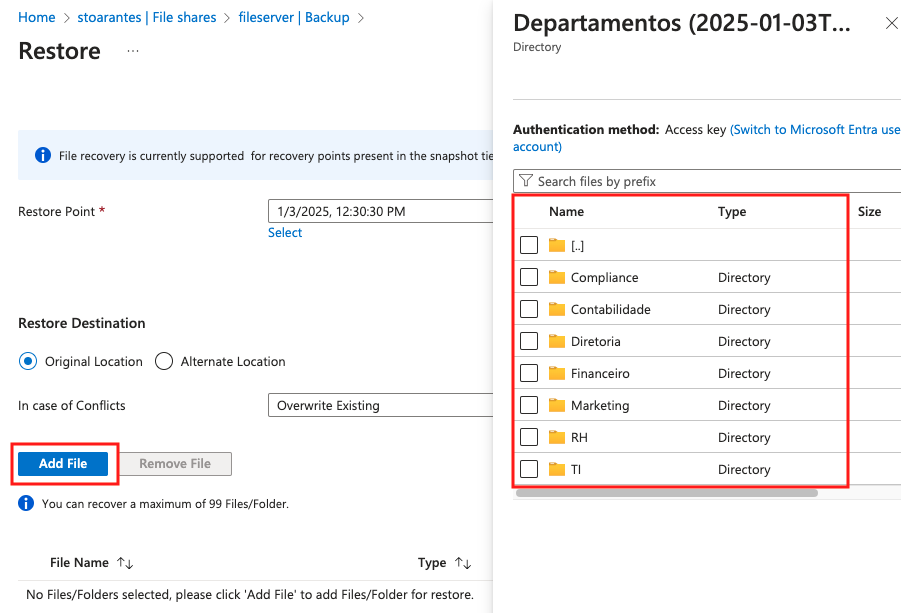 Home > stoarantes | File shares > fileserver | Backup >
Restore ...
File recovery is currently supported for recovery points present in the snapshot tie
Restore Point *
1/3/2025, 12:30:30 PM
Select
Restore Destination
Original Location
Alternate Location
In case of Conflicts
Overwrite Existing
Add File
Remove File
You can recover a maximum of 99 Files/Folder.
File Name ↑↓
Type ↑↓
No Files/Folders selected, please click 'Add File' to add Files/Folder for restore.
Departamentos (2025-01-03T...
Directory
Authentication method: Access key (Switch to Microsoft Entra use
account)
Search files by prefix
Name Type Size
[..]
Compliance Directory
Contabilidade Directory
Diretoria Directory
Financeiro Directory
Marketing Directory
RH Directory
TI Directory